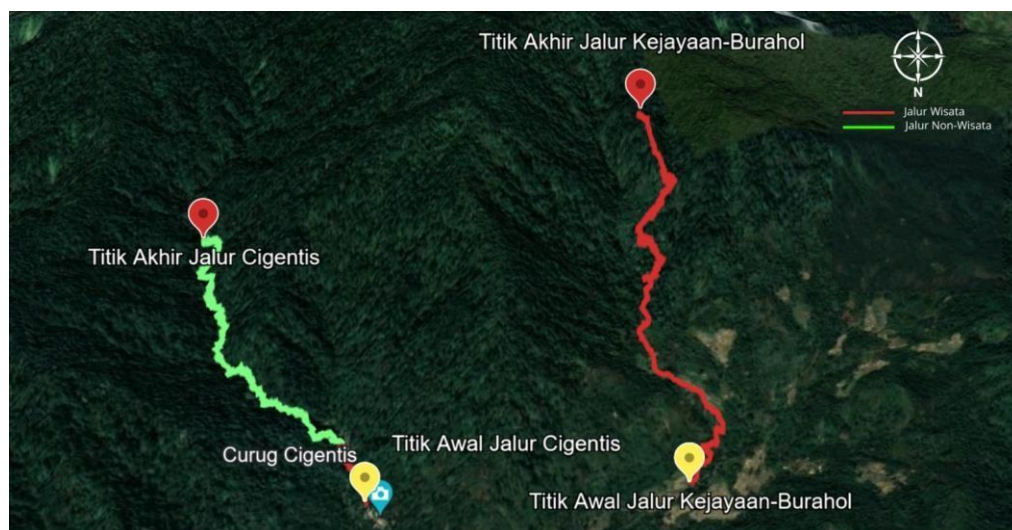 Titik Akhir Jalur Kejayaan-Burahol
N
Jalur Wisata
Jalur Non-Wisata
Titik Akhir Jalur Cigentis
Titik Awal Jalur Cigentis
Curug Cigentis
Titik Awal Jalur Kejayaan-Burahol